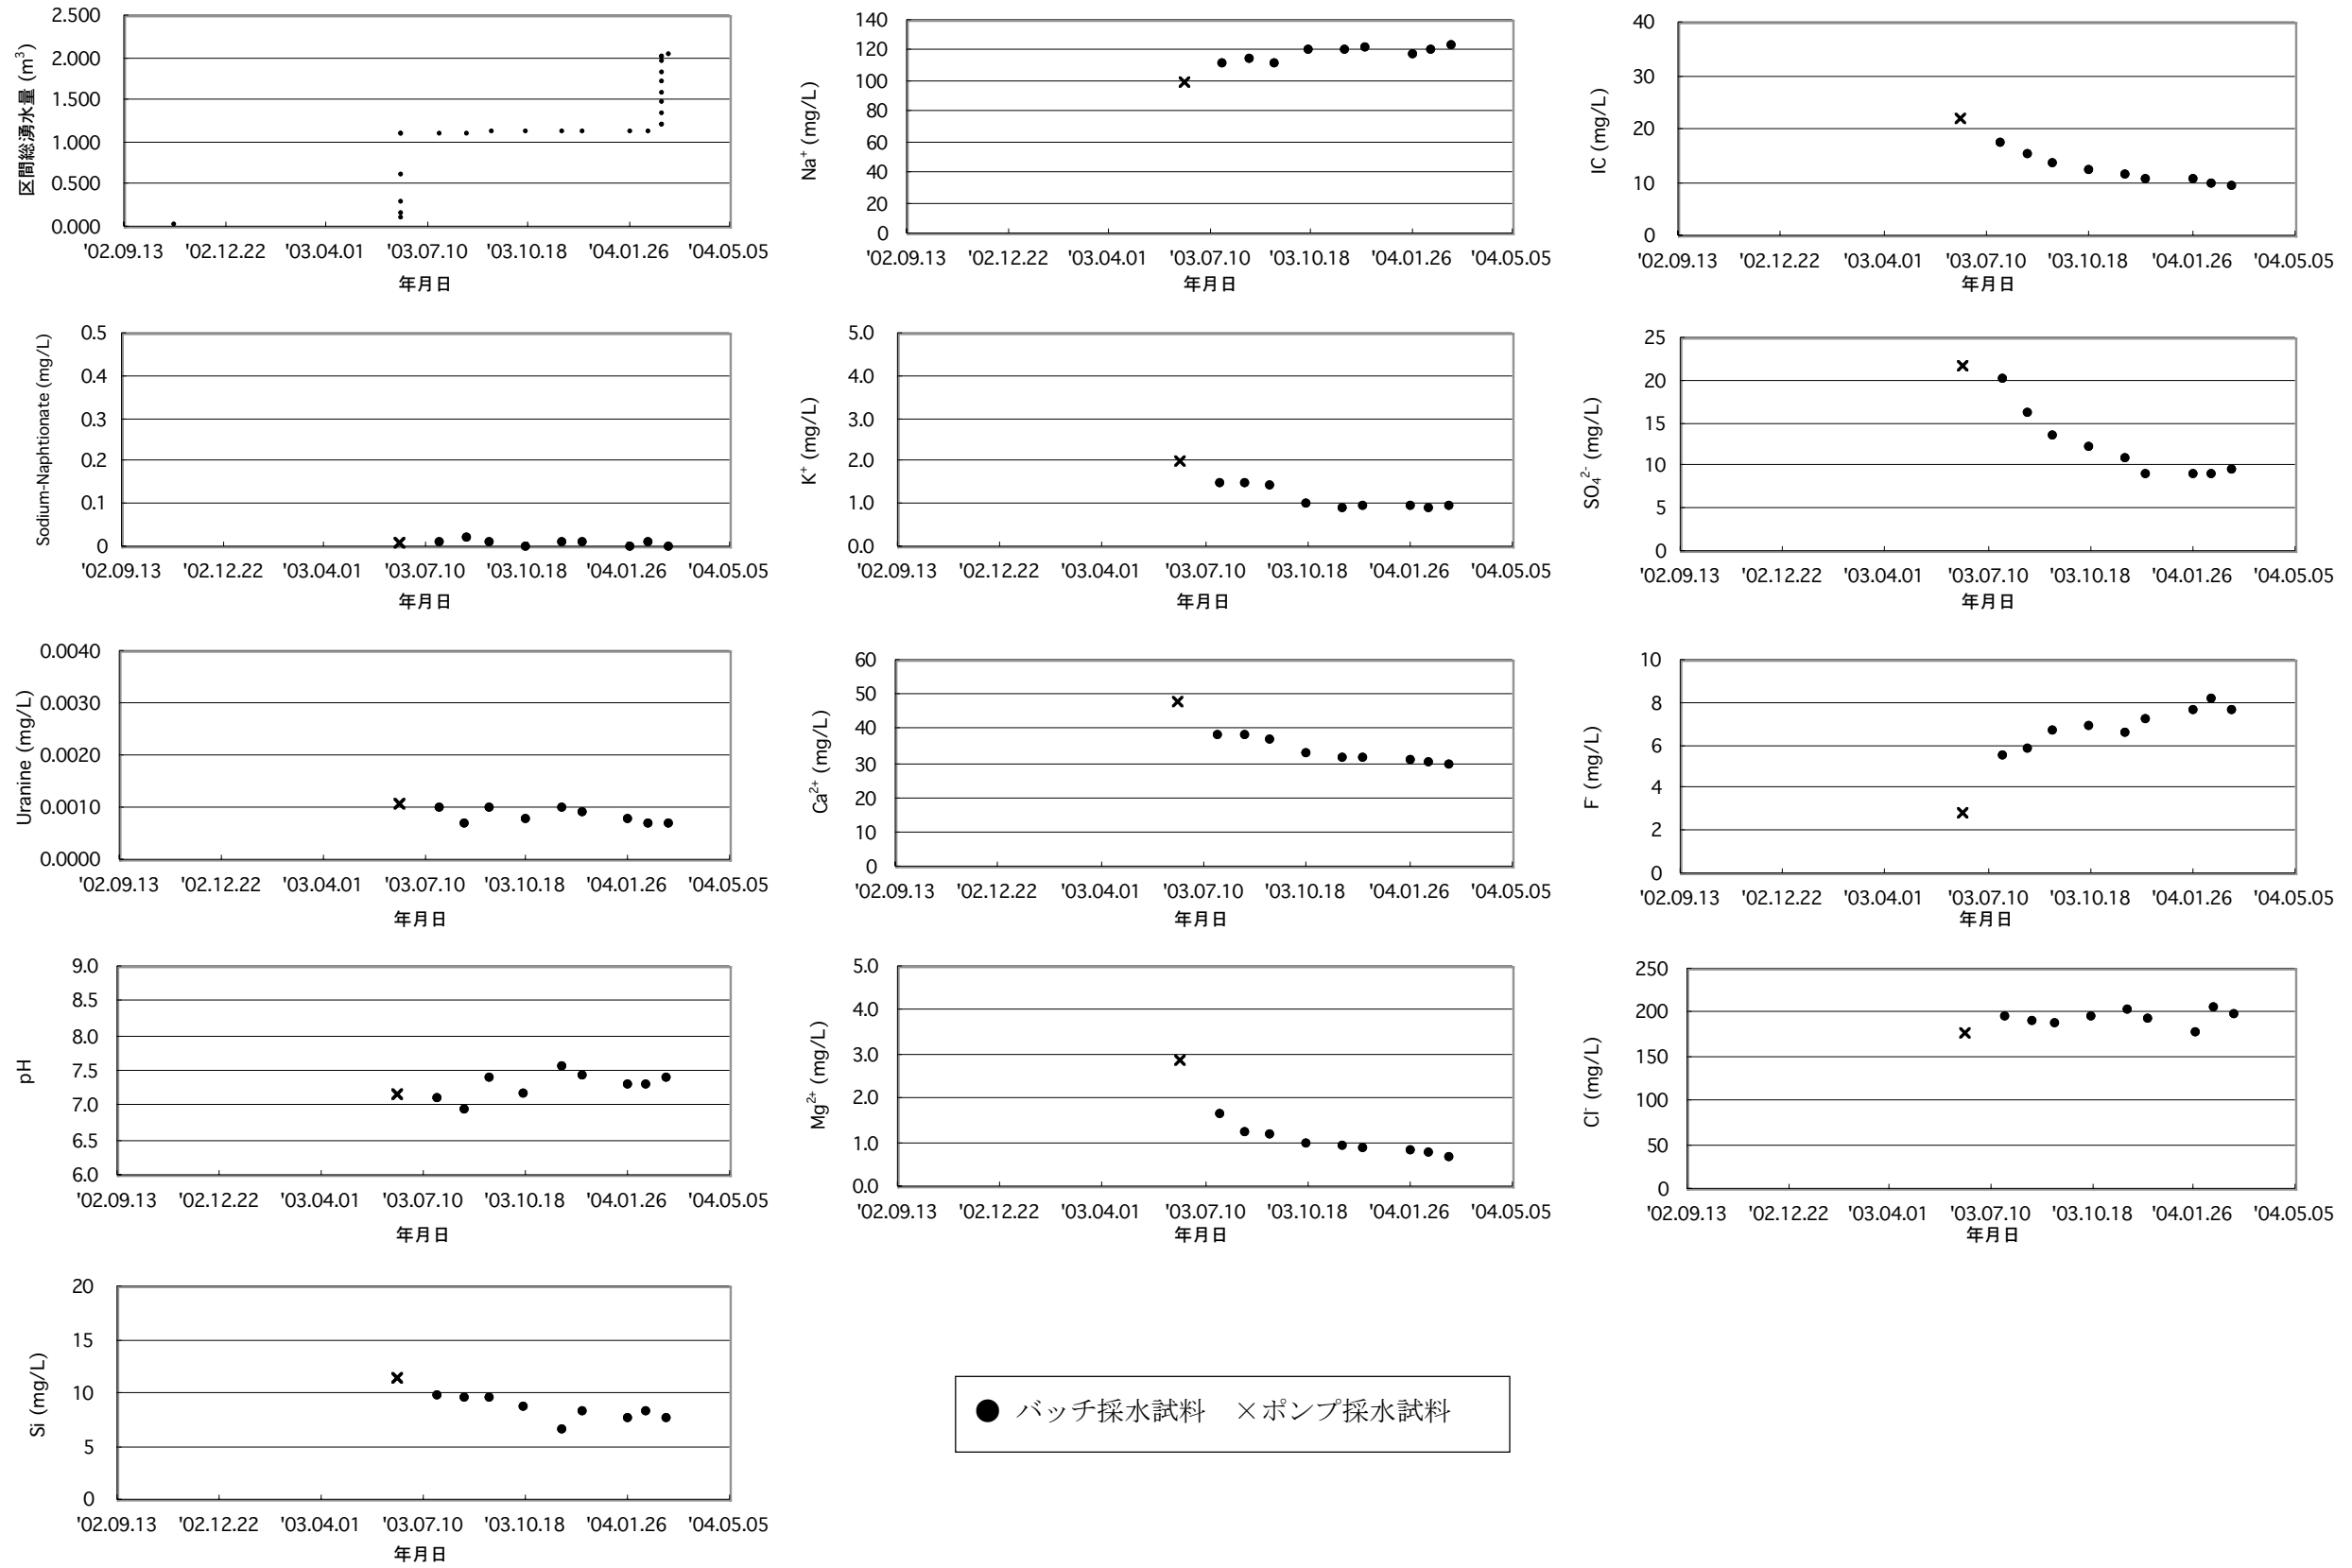 区間総湧水量 (m³)
2.500
2.000
1.500
1.000
0.500
0.000
'02.09.13 '02.12.22 '03.04.01 '03.07.10 '03.10.18 '04.01.26 '04.05.05
年月日
Na⁺ (mg/L)
140
120
100
80
60
40
20
0
'02.09.13 '02.12.22 '03.04.01 '03.07.10 '03.10.18 '04.01.26 '04.05.05
年月日
IC (mg/L)
40
30
20
10
0
'02.09.13 '02.12.22 '03.04.01 '03.07.10 '03.10.18 '04.01.26 '04.05.05
年月日
Sodium-Naphtionate (mg/L)
0.5
0.4
0.3
0.2
0.1
0
'02.09.13 '02.12.22 '03.04.01 '03.07.10 '03.10.18 '04.01.26 '04.05.05
年月日
K⁺ (mg/L)
5.0
4.0
3.0
2.0
1.0
0.0
'02.09.13 '02.12.22 '03.04.01 '03.07.10 '03.10.18 '04.01.26 '04.05.05
年月日
SO₄²⁻ (mg/L)
25
20
15
10
5
0
'02.09.13 '02.12.22 '03.04.01 '03.07.10 '03.10.18 '04.01.26 '04.05.05
年月日
Uranine (mg/L)
0.0040
0.0030
0.0020
0.0010
0.0000
'02.09.13 '02.12.22 '03.04.01 '03.07.10 '03.10.18 '04.01.26 '04.05.05
年月日
Ca²⁺ (mg/L)
60
50
40
30
20
10
0
'02.09.13 '02.12.22 '03.04.01 '03.07.10 '03.10.18 '04.01.26 '04.05.05
年月日
F⁻ (mg/L)
10
8
6
4
2
0
'02.09.13 '02.12.22 '03.04.01 '03.07.10 '03.10.18 '04.01.26 '04.05.05
年月日
pH
9.0
8.5
8.0
7.5
7.0
6.5
6.0
'02.09.13 '02.12.22 '03.04.01 '03.07.10 '03.10.18 '04.01.26 '04.05.05
年月日
Mg²⁺ (mg/L)
5.0
4.0
3.0
2.0
1.0
0.0
'02.09.13 '02.12.22 '03.04.01 '03.07.10 '03.10.18 '04.01.26 '04.05.05
年月日
Cl⁻ (mg/L)
250
200
150
100
50
0
'02.09.13 '02.12.22 '03.04.01 '03.07.10 '03.10.18 '04.01.26 '04.05.05
年月日
Si (mg/L)
20
15
10
5
0
'02.09.13 '02.12.22 '03.04.01 '03.07.10 '03.10.18 '04.01.26 '04.05.05
年月日
● バッチ採水試料 ×ポンプ採水試料